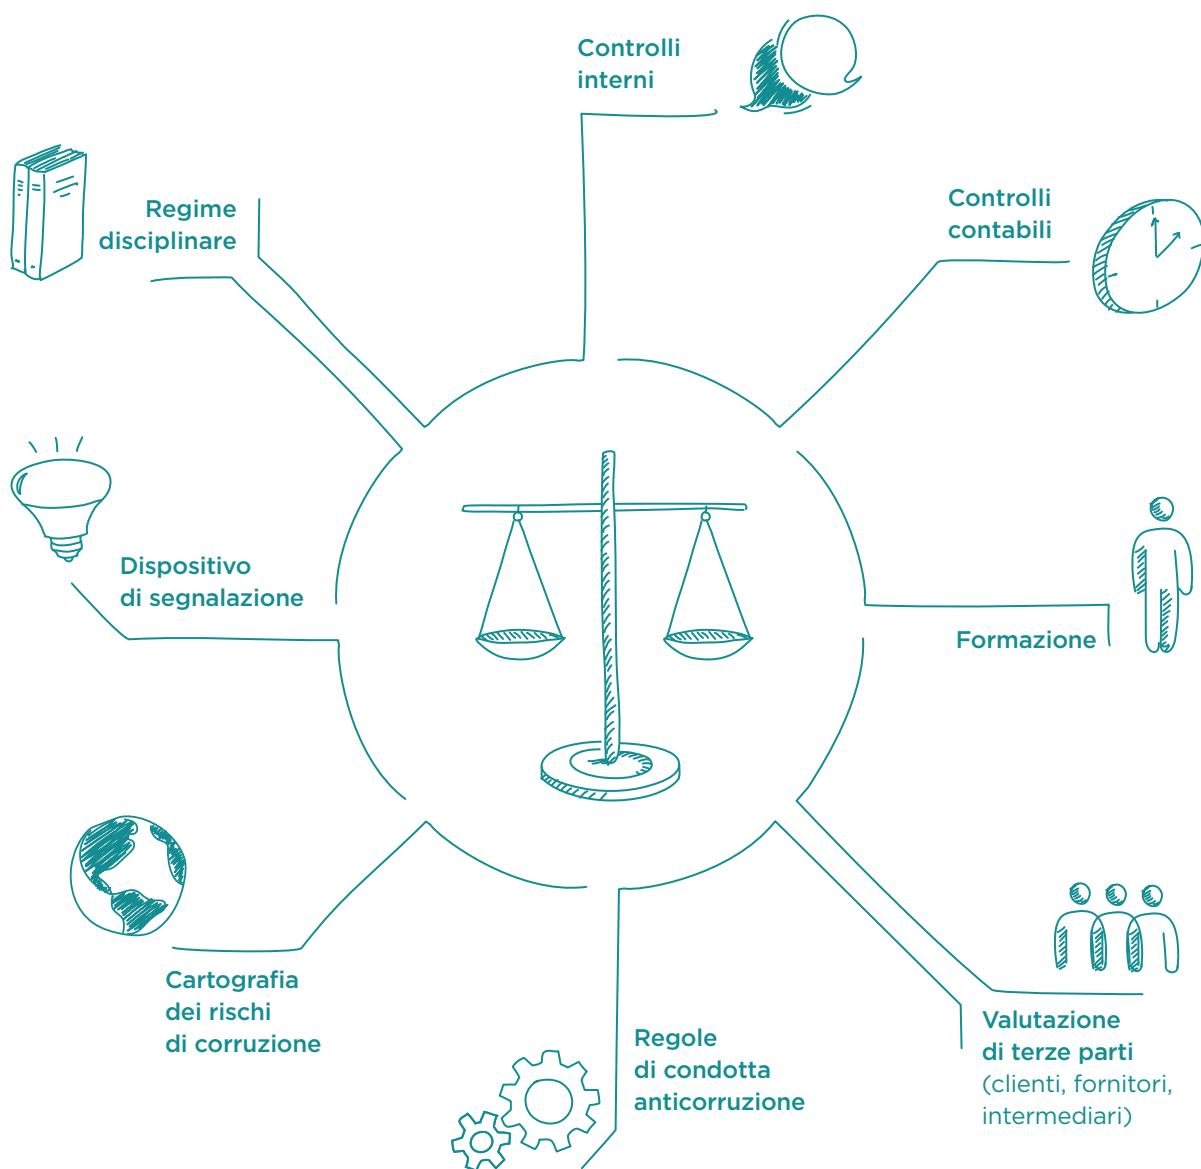 Controlli
interni
Controlli
contabili
Regime
disciplinare
Dispositivo
di segnalazione
Formazione
Cartografia
dei rischi
di corruzione
Regole
di condotta
anticorruzione
Valutazione
di terze parti
(clienti, fornitori,
intermediari)